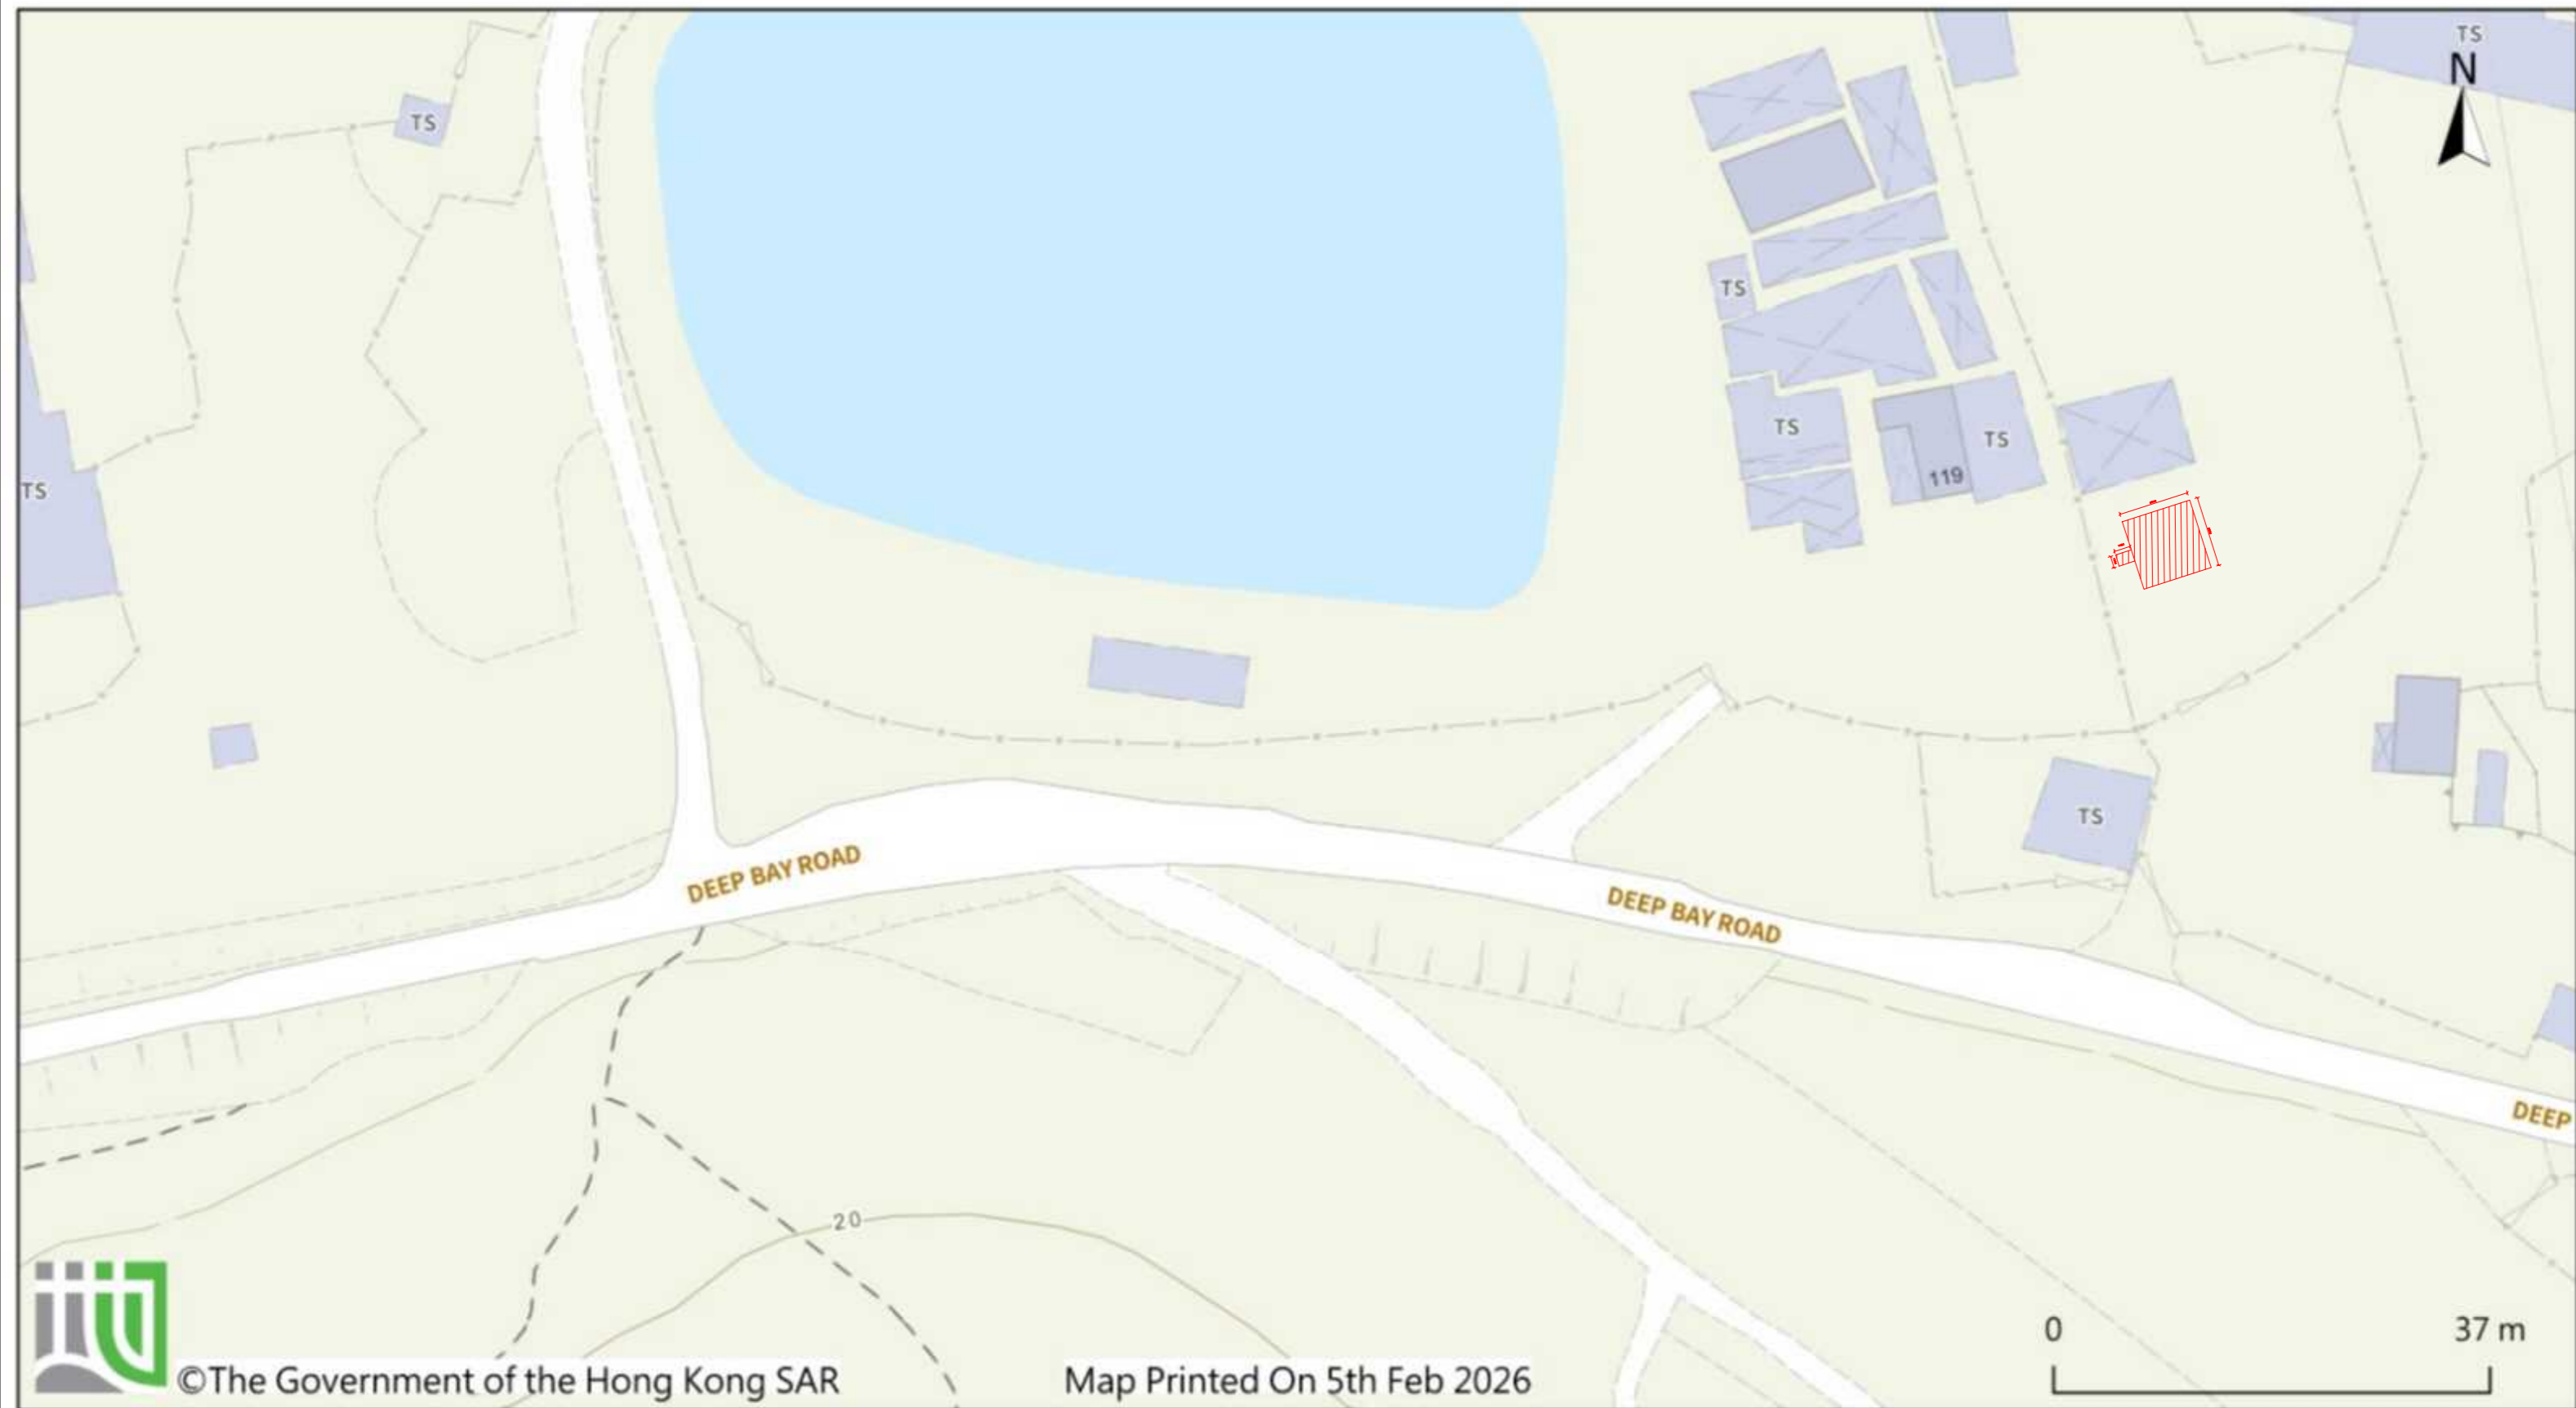 TS
N
TS
TS
TS
TS
119
TS
TS
DEEP BAY ROAD
DEEP BAY ROAD
DEEP
20
0
37 m
©The Government of the Hong Kong SAR
Map Printed On 5th Feb 2026